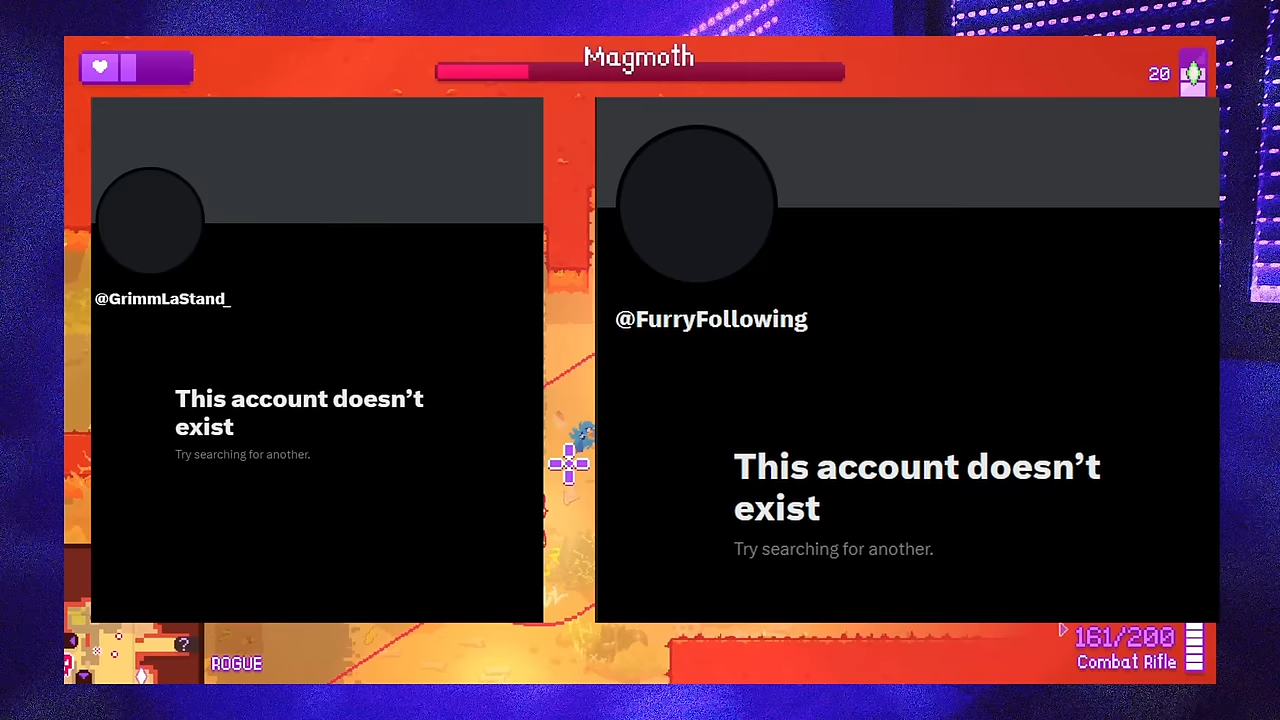 Magmoth
20
@GrimmLaStand_
This account doesn’t
exist
Try searching for another.
@FurryFollowing
This account doesn’t
exist
Try searching for another.
?
ROGUE
161/200
Combat Rifle